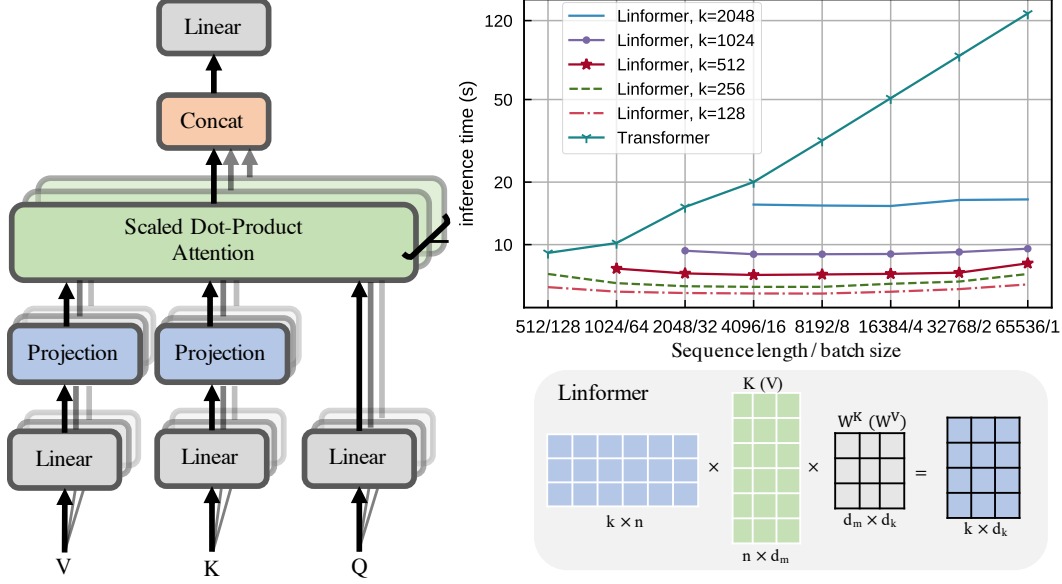 Linear
Concat
Scaled Dot-Product
Attention
Projection
Projection
Linear
Linear
Linear
V
K
Q
inference time (s)
120
50
20
10
Linformer, k=2048
Linformer, k=1024
Linformer, k=512
Linformer, k=256
Linformer, k=128
Transformer
512/128 1024/64 2048/32 4096/16 8192/8 16384/4 32768/2 65536/1
Sequence length / batch size
Linformer
K (V)
W^K (W^V)
× × =
k × n
n × d_m
d_m × d_k
k × d_k